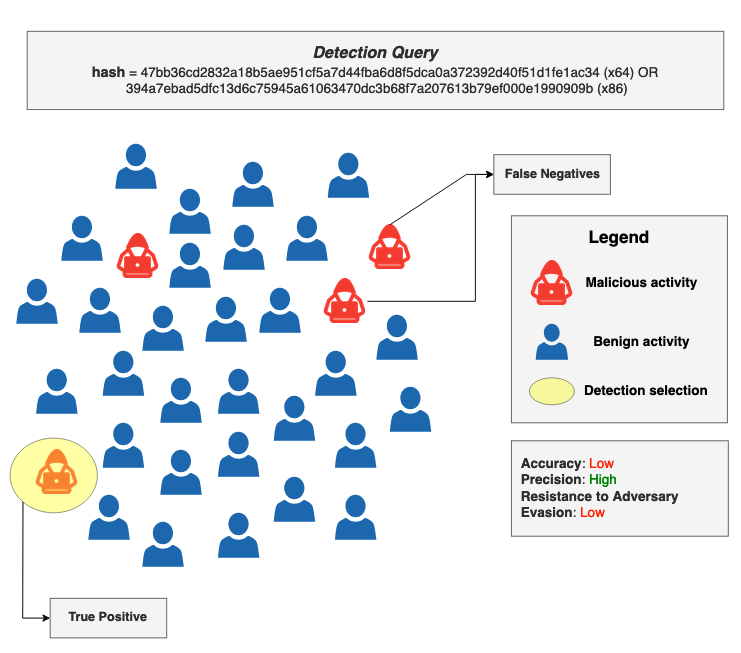 Detection Query
hash = 47bb36cd2832a18b5ae951cf5a7d44fba6d8f5dca0a372392d40f51d1fe1ac34 (x64) OR
394a7ebad5dfc13d6c75945a61063470dc3b68f7a207613b79ef000e1990909b (x86)
False Negatives
Legend
Malicious activity
Benign activity
Detection selection
Accuracy: Low
Precision: High
Resistance to Adversary
Evasion: Low
True Positive